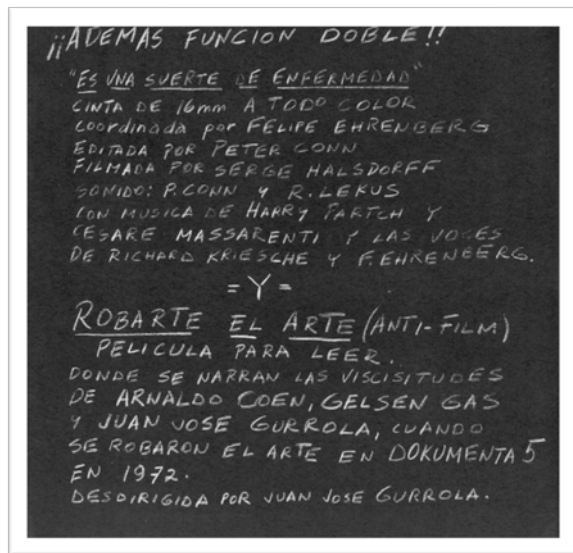 ¡¡ADEMAS FUNCION DOBLE!!
"ES UNA SUERTE DE ENFERMEDAD"
CINTA DE 16mm A TODO COLOR
coordinada por FELIPE EHRENBERG
EDITADA POR PETER CONN
FILMADA POR SERGE HALSDORFF
SONIDO: P. CONN Y R. LEKUS
CON MUSICA DE HARRY PARTCH Y
CESARE MASSARENTI Y LAS VOCES
DE RICHARD KRIESCHE Y F. EHRENBERG.
= Y =
ROBARTE EL ARTE (ANTI-FILM)
PELICULA PARA LEER.
DONDE SE NARRAN LAS VISCISITUDES
DE ARNALDO COEN, GELSEN GAS
Y JUAN JOSE GURROLA, CUANDO
SE ROBARON EL ARTE EN DOKUMENTA 5
EN 1972.
DESDIRIGIDA POR JUAN JOSE GURROLA.